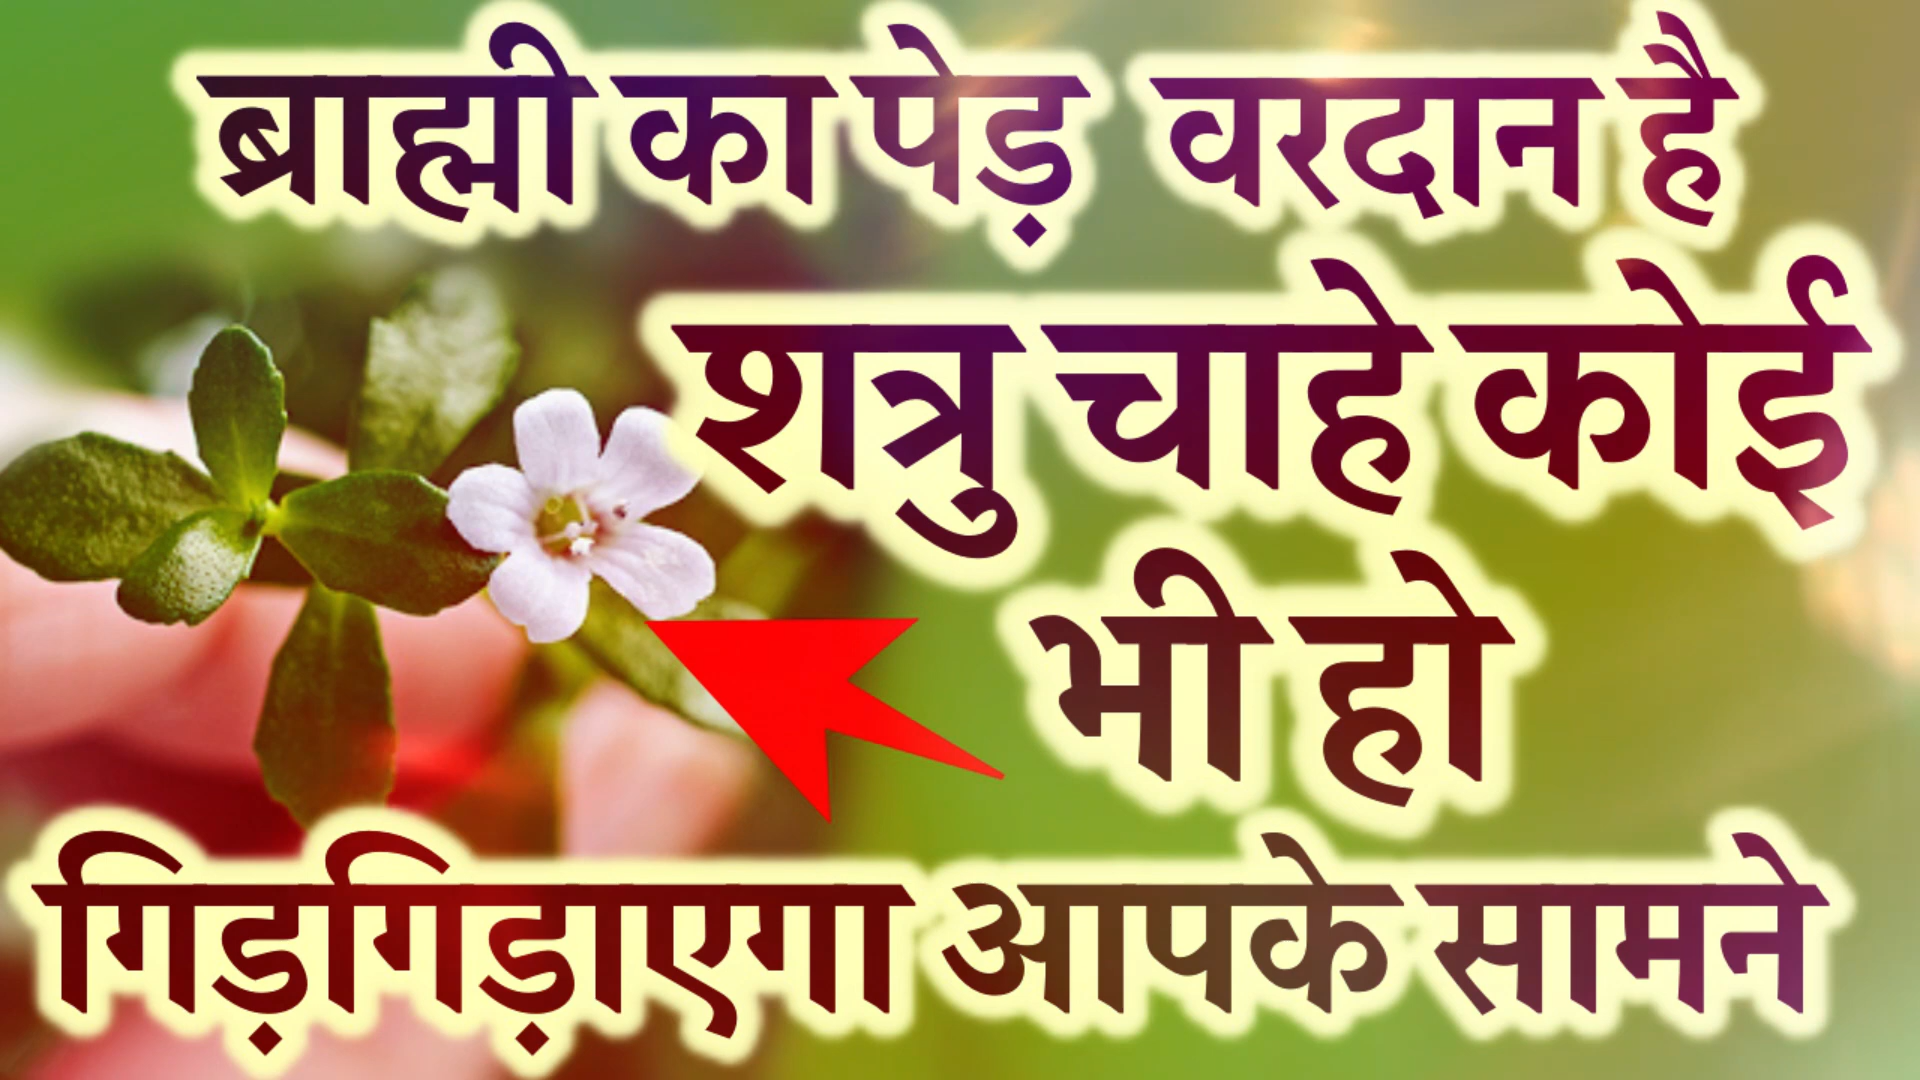 ब्राह्मी का पेड़ वरदान है
शत्रु चाहे कोई
भी हो
गिड़गिड़ाएगा आपके सामने